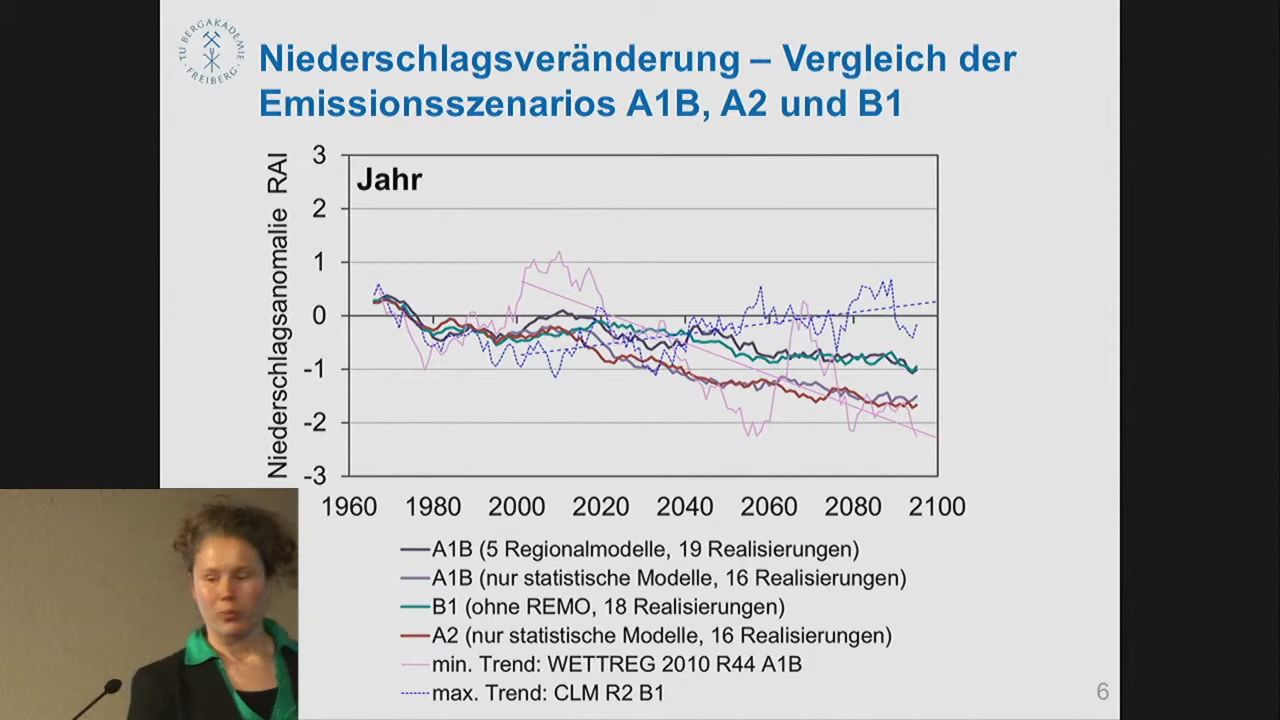 TU BERGAKADEMIE
FREIBERG
Niederschlagsveränderung – Vergleich der
Emissionsszenarios A1B, A2 und B1
Niederschlagsanomalie RAI
3
2
1
0
-1
-2
-3
Jahr
1960 1980 2000 2020 2040 2060 2080 2100
A1B (5 Regionalmodelle, 19 Realisierungen)
A1B (nur statistische Modelle, 16 Realisierungen)
B1 (ohne REMO, 18 Realisierungen)
A2 (nur statistische Modelle, 16 Realisierungen)
min. Trend: WETTREG 2010 R44 A1B
max. Trend: CLM R2 B1
6